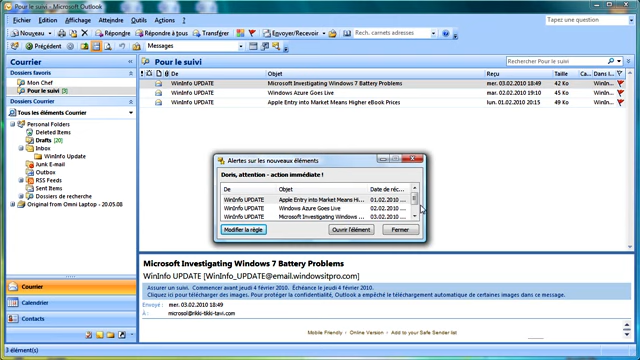 Pour le suivi - Microsoft Outlook
Fichier Edition Affichage Atteindre Outils Actions ?
Tapez une question
Nouveau Répondre Répondre à tous Transférer Envoyer/Recevoir Rech. carnets d'adresses
Précédent Messages
Courrier
Pour le suivi
Rechercher Pour le suivi
Dossiers favoris
De Objet Reçu Taille Ca... Dans l...
Mon Chef
WinInfo UPDATE Microsoft Investigating Windows 7 Battery Problems mer. 03.02.2010 18:49 42 Ko WinIn...
Pour le suivi [3]
WinInfo UPDATE Windows Azure Goes Live mar. 02.02.2010 19:10 45 Ko WinIn...
Dossiers Courrier
WinInfo UPDATE Apple Entry into Market Means Higher eBook Prices lun. 01.02.2010 20:15 49 Ko WinIn...
Tous les éléments Courrier
Personal Folders
Deleted Items
Drafts [20]
Inbox
WinInfo Update
Junk E-mail
Outbox
RSS Feeds
Sent Items
Dossiers de recherche
Original from Omni Laptop - 20.05....
Alertes sur les nouveaux éléments
Doris, attention - action immédiate !
De Objet Date de réc...
WinInfo UPDATE Apple Entry into Market Means Hi... 01.02.2010 ...
WinInfo UPDATE Windows Azure Goes Live 02.02.2010 ...
WinInfo UPDATE Microsoft Investigating Windows ... 03.02.2010 ...
Modifier la règle Ouvrir l'élément Fermer
Microsoft Investigating Windows 7 Battery Problems
WinInfo UPDATE [WinInfo_UPDATE@email.windowsitpro.com]
Assurer un suivi. Commencer avant jeudi 4 février 2010. Échéance le jeudi 4 février 2010.
Cliquez ici pour télécharger des images. Pour protéger la confidentialité, Outlook a empêché le téléchargement automatique de certaines images dans ce message.
Envoyé : mer. 03.02.2010 18:49
À : microsol@rikki-tikki-tavi.com
Mobile Friendly • Online Version • Add to your Safe Sender list
Courrier
Calendrier
Contacts
3 élément(s)